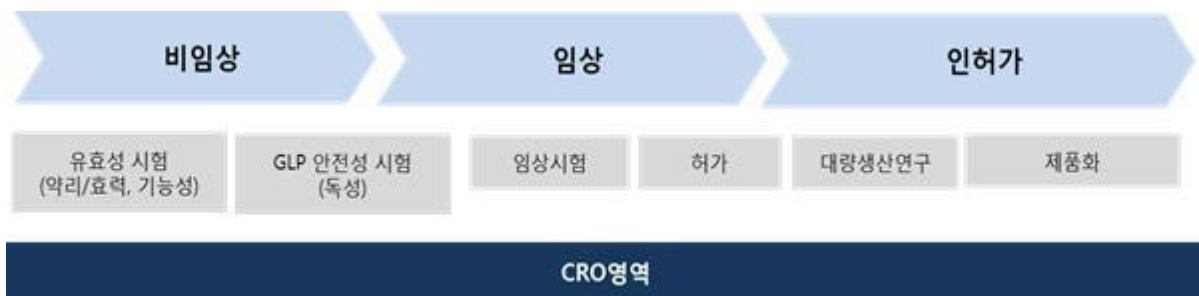 비임상
임상
인허가
유효성 시험
(약리/효력, 기능성)
GLP 안전성 시험
(독성)
임상시험
허가
대량생산연구
제품화
CRO영역